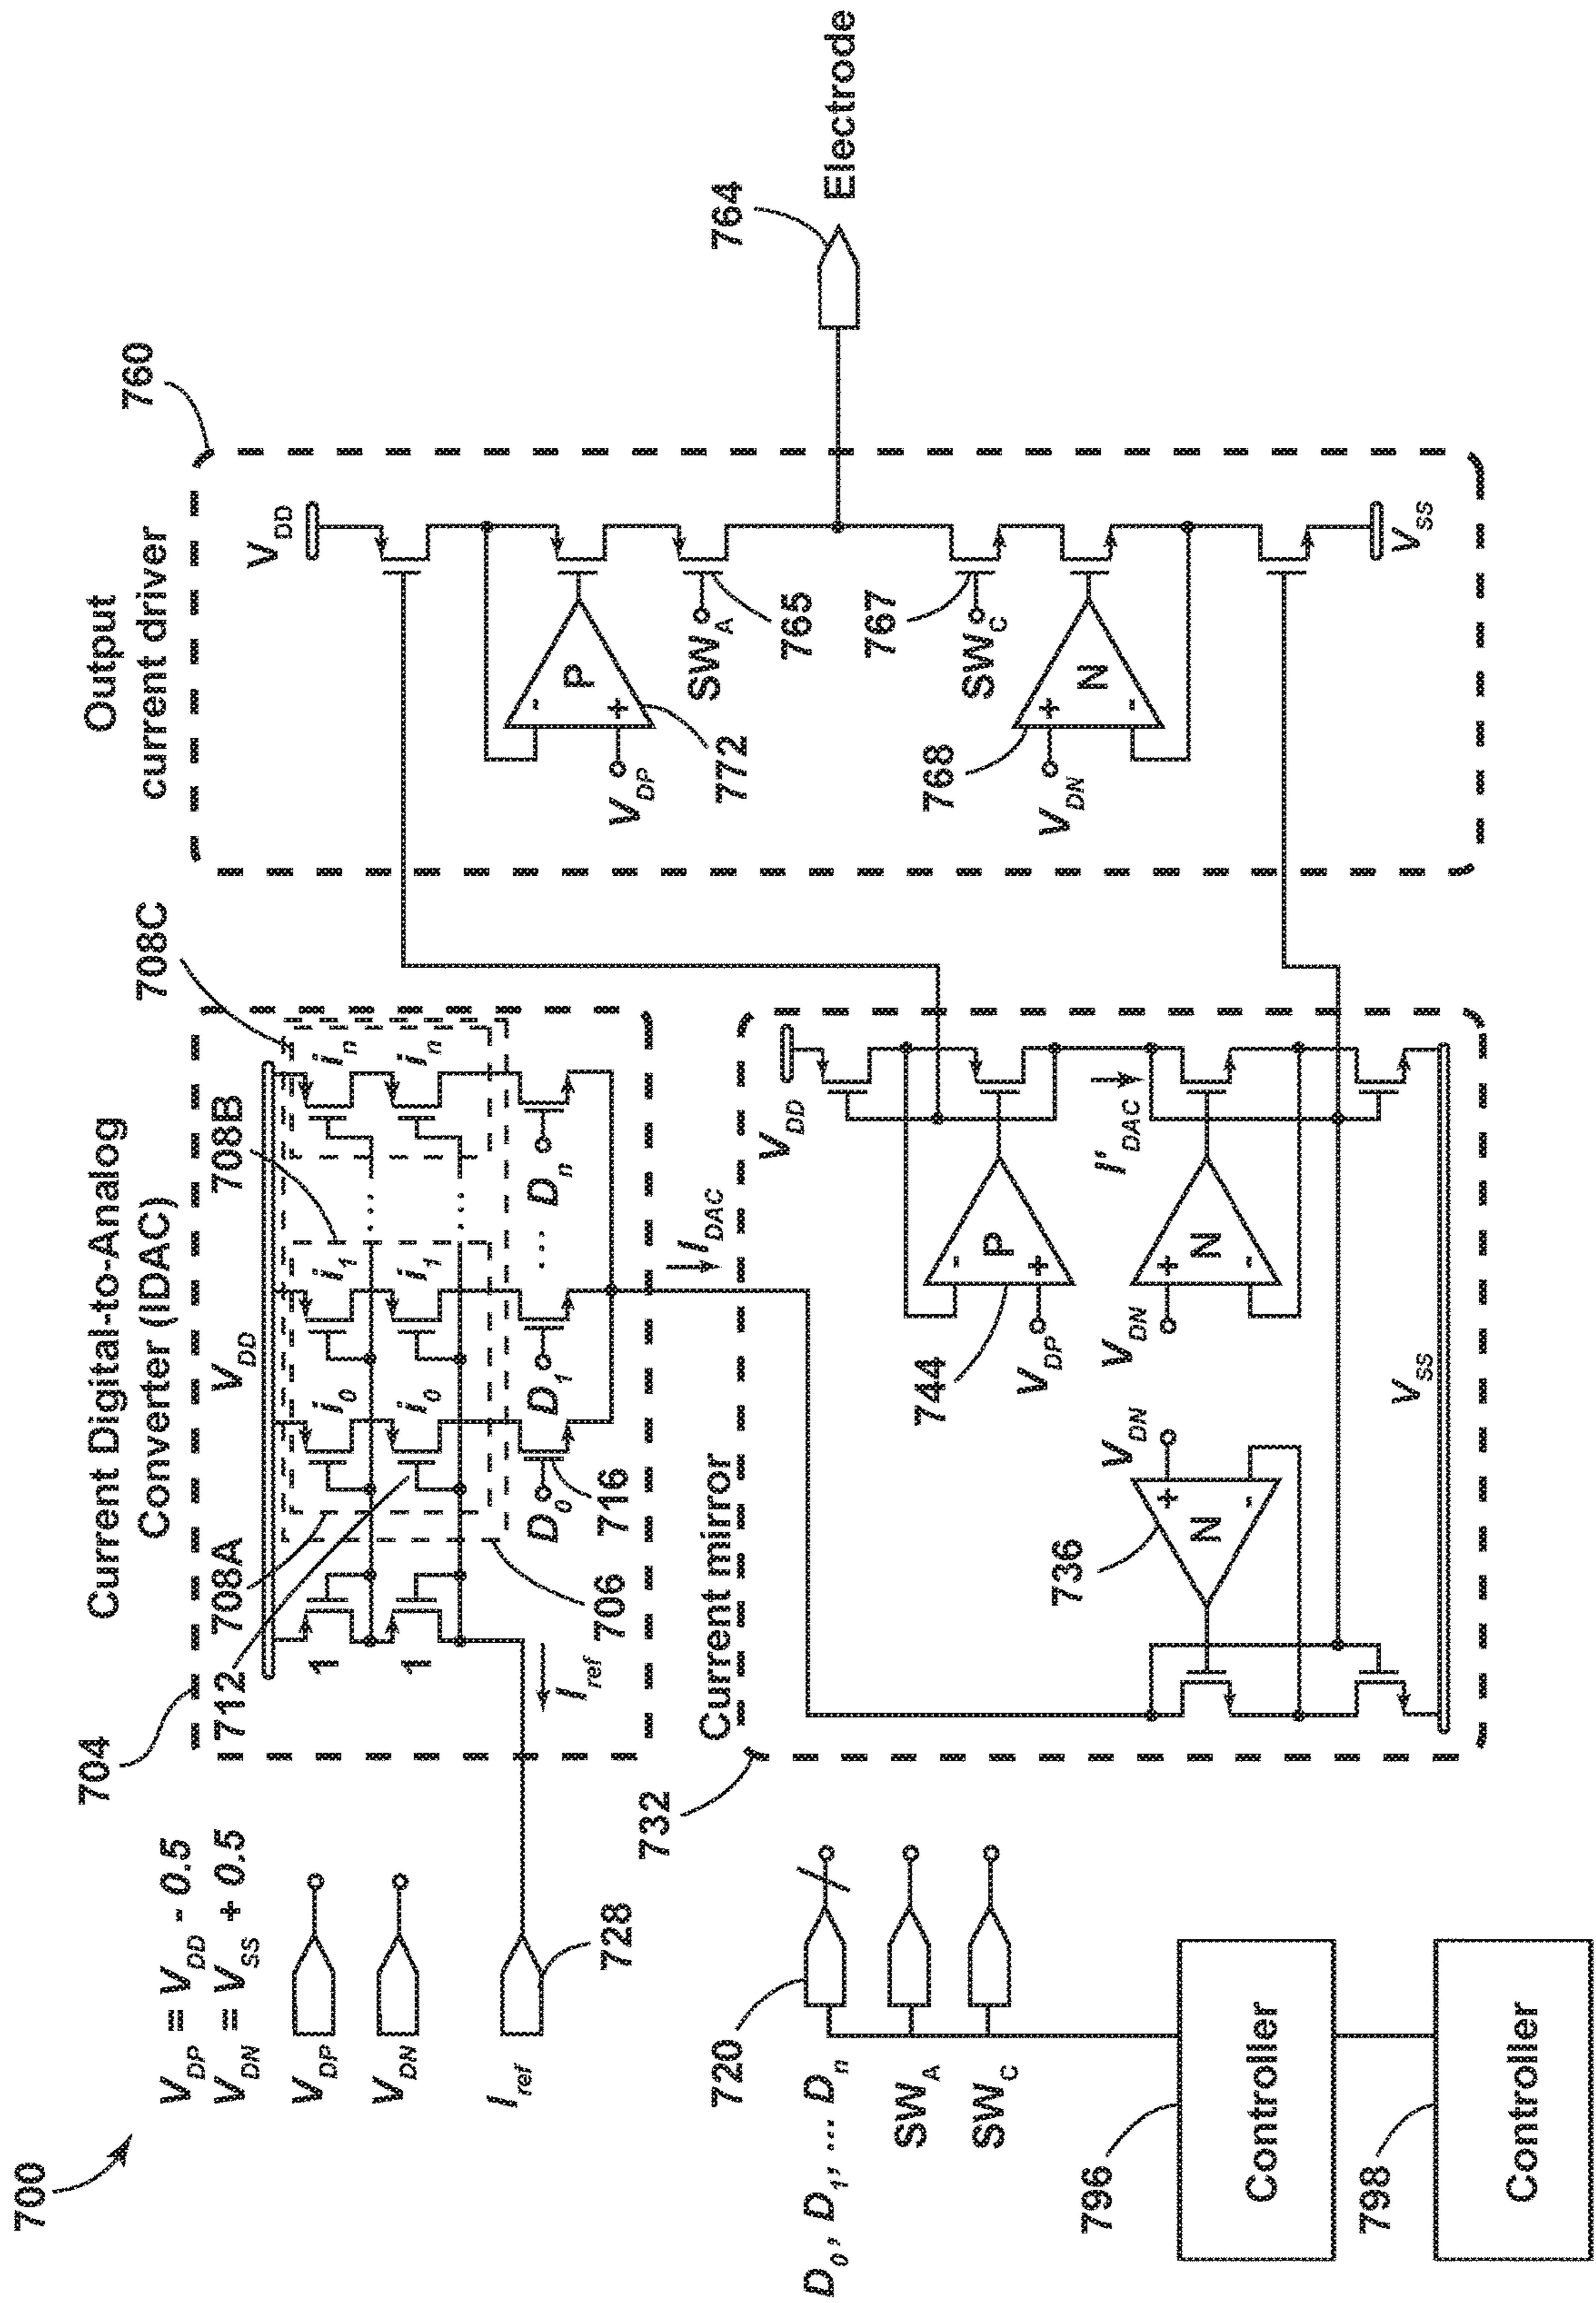 700
V_DP = V_DD - 0.5
V_DN = V_SS + 0.5
V_DP
V_DN
I_ref
728
720
D_0, D_1, ... D_n
SW_A
SW_C
796
Controller
798
Controller
704
Current Digital-to-Analog
Converter (IDAC)
712
708A
V_DD
708B
708C
1
1
i_0
i_0
i_1
i_1
...
...
i_n
i_n
I_ref
706
D_0
716
D_1
...
D_n
I_DAC
732
Current mirror
736
V_DN
+
N
-
744
V_DD
-
P
+
V_DP
I'_DAC
V_DN
+
N
-
V_SS
760
Output
current driver
V_DD
-
P
+
V_DP
772
SW_A
765
767
SW_C
768
+
N
-
V_DN
V_SS
764
Electrode